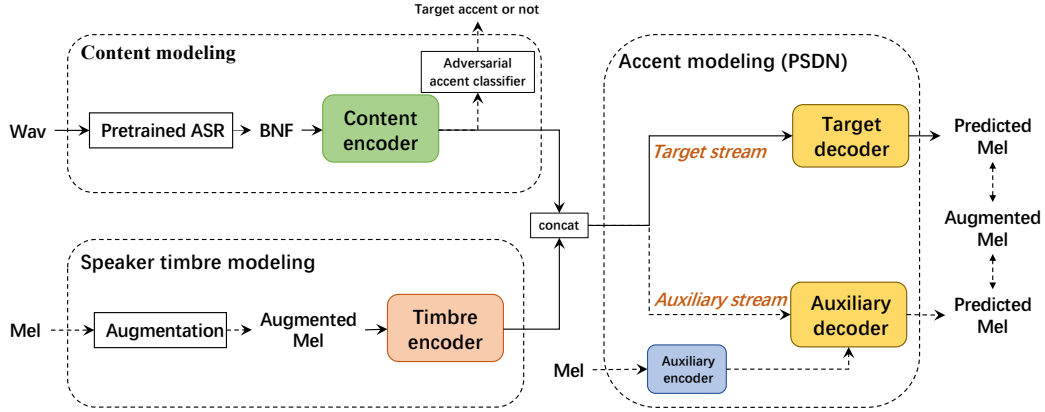 Target accent or not
Content modeling
Adversarial
accent classifier
Wav
Pretrained ASR
BNF
Content
encoder
Speaker timbre modeling
Mel
Augmentation
Augmented
Mel
Timbre
encoder
concat
Accent modeling (PSDN)
Target stream
Target
decoder
Predicted
Mel
Augmented
Mel
Auxiliary stream
Auxiliary
decoder
Predicted
Mel
Mel
Auxiliary
encoder